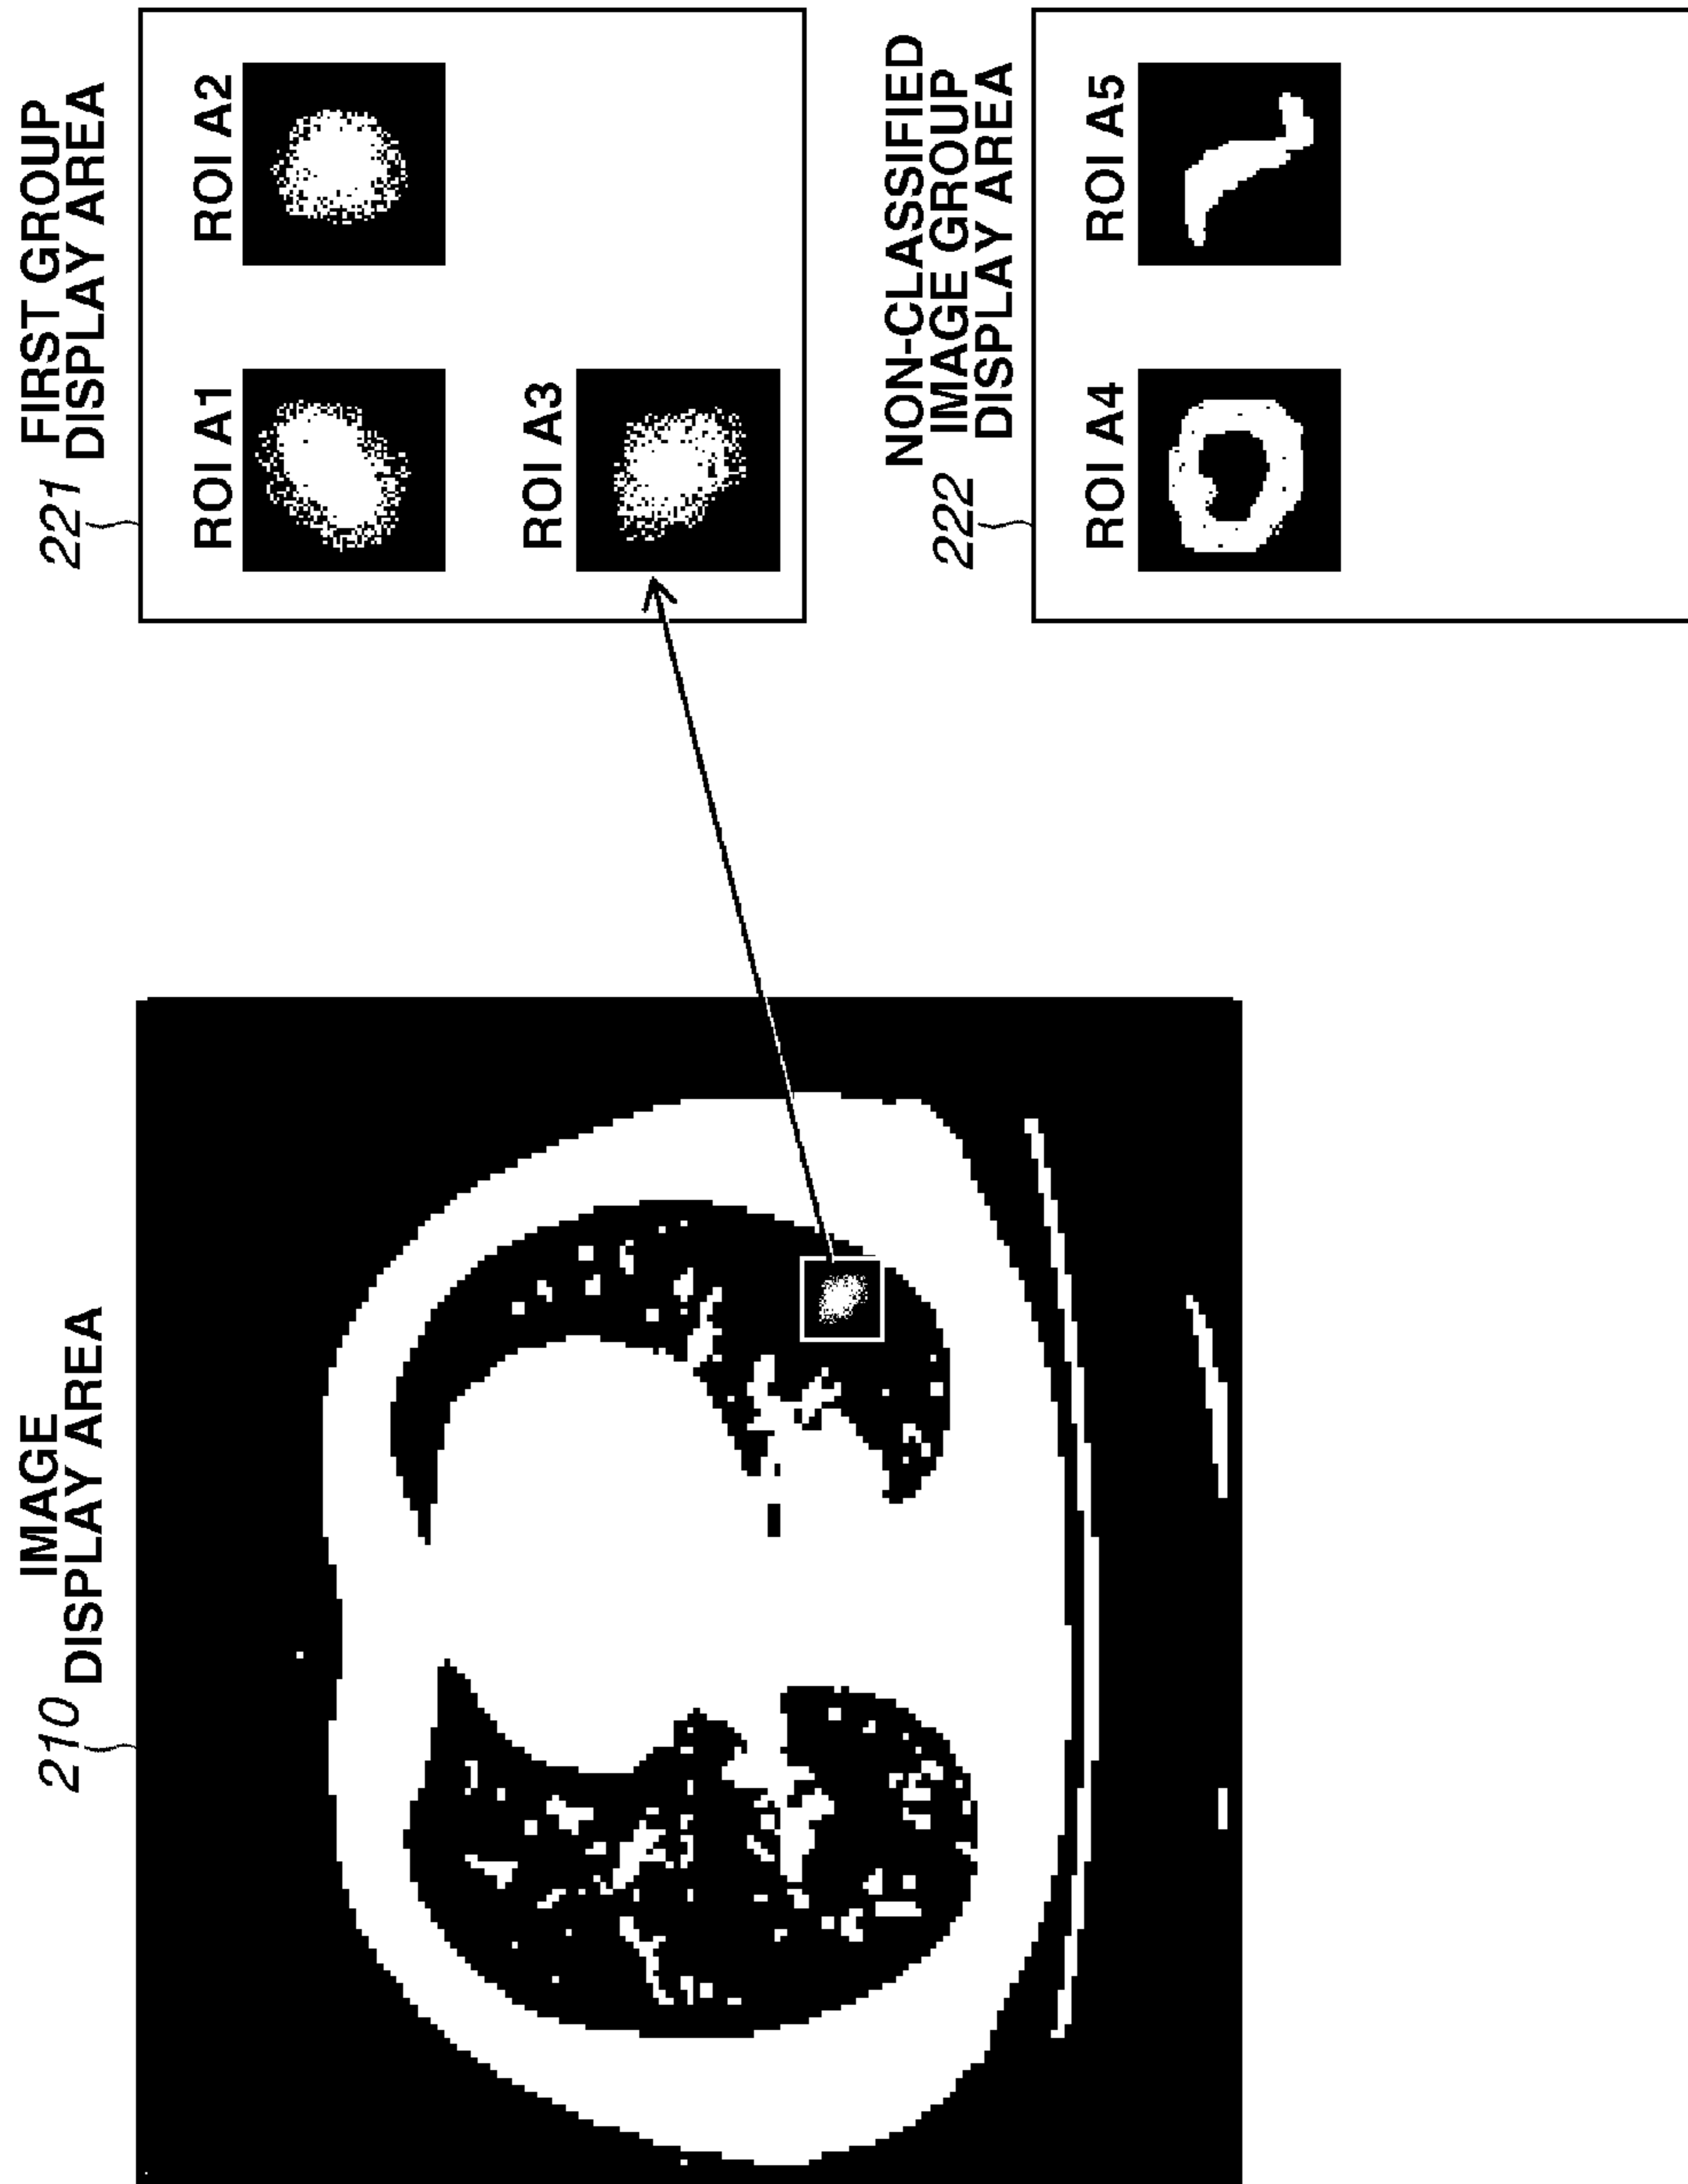 IMAGE
210 DISPLAY AREA
221 FIRST GROUP
DISPLAY AREA
ROI A1
ROI A2
ROI A3
222 NON-CLASSIFIED
IMAGE GROUP
DISPLAY AREA
ROI A4
ROI A5